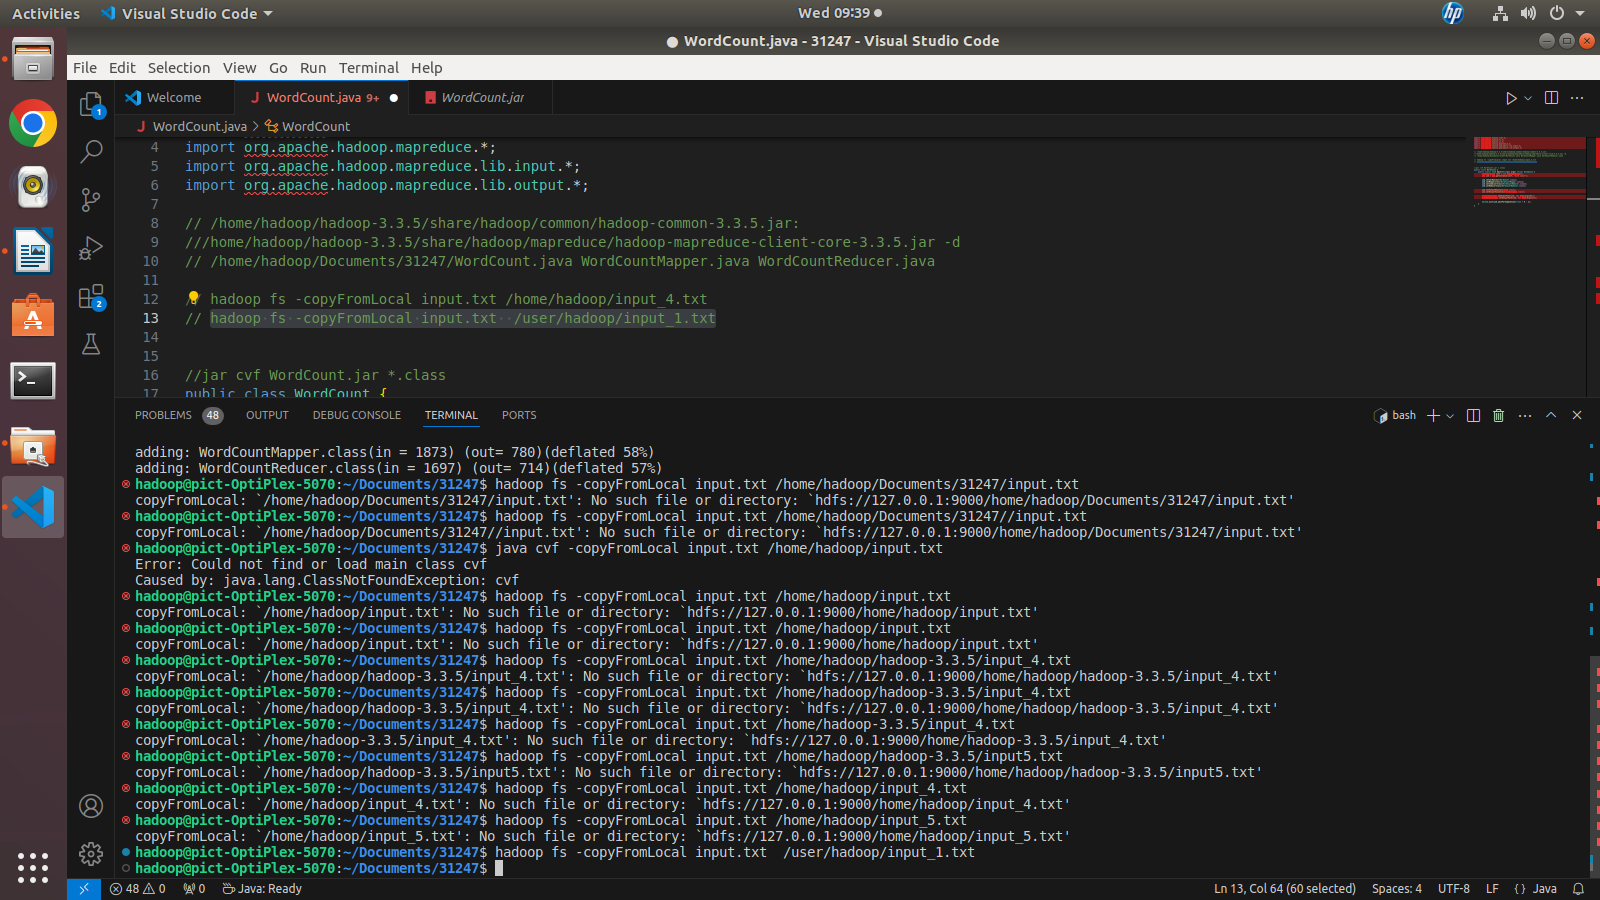 Activities
Visual Studio Code
Wed 09:39
hp
WordCount.java - 31247 - Visual Studio Code
File Edit Selection View Go Run Terminal Help
Welcome
J WordCount.java 9+
WordCount.jar
J WordCount.java > WordCount
4 import org.apache.hadoop.mapreduce.*;
5 import org.apache.hadoop.mapreduce.lib.input.*;
6 import org.apache.hadoop.mapreduce.lib.output.*;
7
8 // /home/hadoop/hadoop-3.3.5/share/hadoop/common/hadoop-common-3.3.5.jar:
9 ///home/hadoop/hadoop-3.3.5/share/hadoop/mapreduce/hadoop-mapreduce-client-core-3.3.5.jar -d
10 // /home/hadoop/Documents/31247/WordCount.java WordCountMapper.java WordCountReducer.java
11
12 // hadoop fs -copyFromLocal input.txt /home/hadoop/input_4.txt
13 // hadoop fs -copyFromLocal input.txt  /user/hadoop/input_1.txt
14
15
16 //jar cvf WordCount.jar *.class
17 public class WordCount {
1
2
PROBLEMS 48 OUTPUT DEBUG CONSOLE TERMINAL PORTS
bash
adding: WordCountMapper.class(in = 1873) (out= 780)(deflated 58%)
adding: WordCountReducer.class(in = 1697) (out= 714)(deflated 57%)
hadoop@pict-OptiPlex-5070:~/Documents/31247$ hadoop fs -copyFromLocal input.txt /home/hadoop/Documents/31247/input.txt
copyFromLocal: `/home/hadoop/Documents/31247/input.txt': No such file or directory: `hdfs://127.0.0.1:9000/home/hadoop/Documents/31247/input.txt'
hadoop@pict-OptiPlex-5070:~/Documents/31247$ hadoop fs -copyFromLocal input.txt /home/hadoop/Documents/31247//input.txt
copyFromLocal: `/home/hadoop/Documents/31247//input.txt': No such file or directory: `hdfs://127.0.0.1:9000/home/hadoop/Documents/31247/input.txt'
hadoop@pict-OptiPlex-5070:~/Documents/31247$ java cvf -copyFromLocal input.txt /home/hadoop/input.txt
Error: Could not find or load main class cvf
Caused by: java.lang.ClassNotFoundException: cvf
hadoop@pict-OptiPlex-5070:~/Documents/31247$ hadoop fs -copyFromLocal input.txt /home/hadoop/input.txt
copyFromLocal: `/home/hadoop/input.txt': No such file or directory: `hdfs://127.0.0.1:9000/home/hadoop/input.txt'
hadoop@pict-OptiPlex-5070:~/Documents/31247$ hadoop fs -copyFromLocal input.txt /home/hadoop/input.txt
copyFromLocal: `/home/hadoop/input.txt': No such file or directory: `hdfs://127.0.0.1:9000/home/hadoop/input.txt'
hadoop@pict-OptiPlex-5070:~/Documents/31247$ hadoop fs -copyFromLocal input.txt /home/hadoop/hadoop-3.3.5/input_4.txt
copyFromLocal: `/home/hadoop/hadoop-3.3.5/input_4.txt': No such file or directory: `hdfs://127.0.0.1:9000/home/hadoop/hadoop-3.3.5/input_4.txt'
hadoop@pict-OptiPlex-5070:~/Documents/31247$ hadoop fs -copyFromLocal input.txt /home/hadoop/hadoop-3.3.5/input_4.txt
copyFromLocal: `/home/hadoop/hadoop-3.3.5/input_4.txt': No such file or directory: `hdfs://127.0.0.1:9000/home/hadoop/hadoop-3.3.5/input_4.txt'
hadoop@pict-OptiPlex-5070:~/Documents/31247$ hadoop fs -copyFromLocal input.txt /home/hadoop-3.3.5/input_4.txt
copyFromLocal: `/home/hadoop-3.3.5/input_4.txt': No such file or directory: `hdfs://127.0.0.1:9000/home/hadoop-3.3.5/input_4.txt'
hadoop@pict-OptiPlex-5070:~/Documents/31247$ hadoop fs -copyFromLocal input.txt /home/hadoop/hadoop-3.3.5/input5.txt
copyFromLocal: `/home/hadoop/hadoop-3.3.5/input5.txt': No such file or directory: `hdfs://127.0.0.1:9000/home/hadoop/hadoop-3.3.5/input5.txt'
hadoop@pict-OptiPlex-5070:~/Documents/31247$ hadoop fs -copyFromLocal input.txt /home/hadoop/input_4.txt
copyFromLocal: `/home/hadoop/input_4.txt': No such file or directory: `hdfs://127.0.0.1:9000/home/hadoop/input_4.txt'
hadoop@pict-OptiPlex-5070:~/Documents/31247$ hadoop fs -copyFromLocal input.txt /home/hadoop/input_5.txt
copyFromLocal: `/home/hadoop/input_5.txt': No such file or directory: `hdfs://127.0.0.1:9000/home/hadoop/input_5.txt'
hadoop@pict-OptiPlex-5070:~/Documents/31247$ hadoop fs -copyFromLocal input.txt  /user/hadoop/input_1.txt
hadoop@pict-OptiPlex-5070:~/Documents/31247$
48 0 0 Java: Ready Ln 13, Col 64 (60 selected) Spaces: 4 UTF-8 LF {} Java